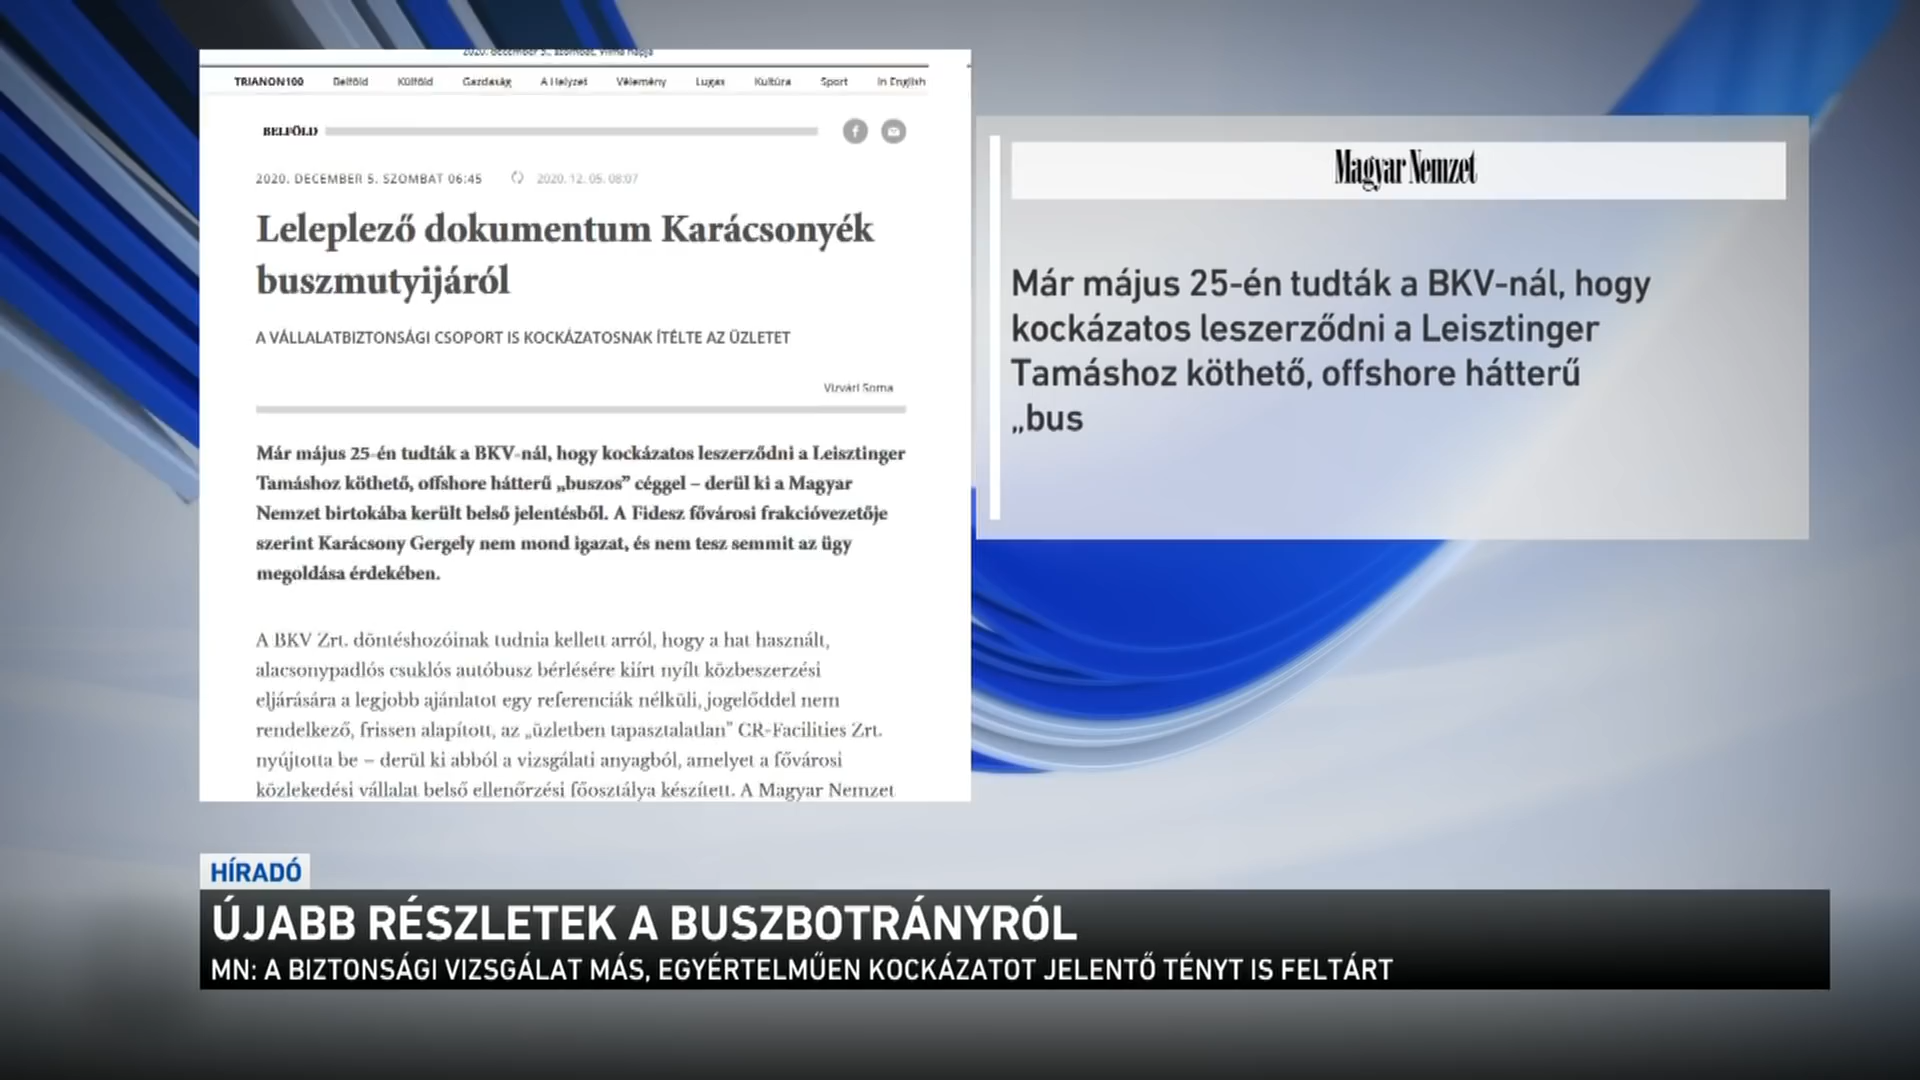 2020. december 5., szombat, Vilma napja
TRIANON100 Belföld Külföld Gazdaság A Helyzet Vélemény Lugas Kultúra Sport In English
BELFÖLD
2020. DECEMBER 5. SZOMBAT 06:45 2020. 12. 05. 08:07
Leleplező dokumentum Karácsonyék
buszmutyijáról
A VÁLLALATBIZTONSÁGI CSOPORT IS KOCKÁZATOSNAK ÍTÉLTE AZ ÜZLETET
Vizvári Soma
Már május 25-én tudták a BKV-nál, hogy kockázatos leszerződni a Leisztinger
Tamáshoz köthető, offshore hátterű „buszos” céggel – derül ki a Magyar
Nemzet birtokába került belső jelentésből. A Fidesz fővárosi frakcióvezetője
szerint Karácsony Gergely nem mond igazat, és nem tesz semmit az ügy
megoldása érdekében.
A BKV Zrt. döntéshozóinak tudnia kellett arról, hogy a hat használt,
alacsonypadlós csuklós autóbusz bérlésére kiírt nyílt közbeszerzési
eljárására a legjobb ajánlatot egy referenciák nélküli, jogelőddel nem
rendelkező, frissen alapított, az „üzletben tapasztalatlan” CR-Facilities Zrt.
nyújtotta be – derül ki abból a vizsgálati anyagból, amelyet a fővárosi
közlekedési vállalat belső ellenőrzési főosztálya készített. A Magyar Nemzet
Magyar Nemzet
Már május 25-én tudták a BKV-nál, hogy
kockázatos leszerződni a Leisztinger
Tamáshoz köthető, offshore hátterű
„bus
HÍRADÓ
ÚJABB RÉSZLETEK A BUSZBOTRÁNYRÓL
MN: A BIZTONSÁGI VIZSGÁLAT MÁS, EGYÉRTELMŰEN KOCKÁZATOT JELENTŐ TÉNYT IS FELTÁRT